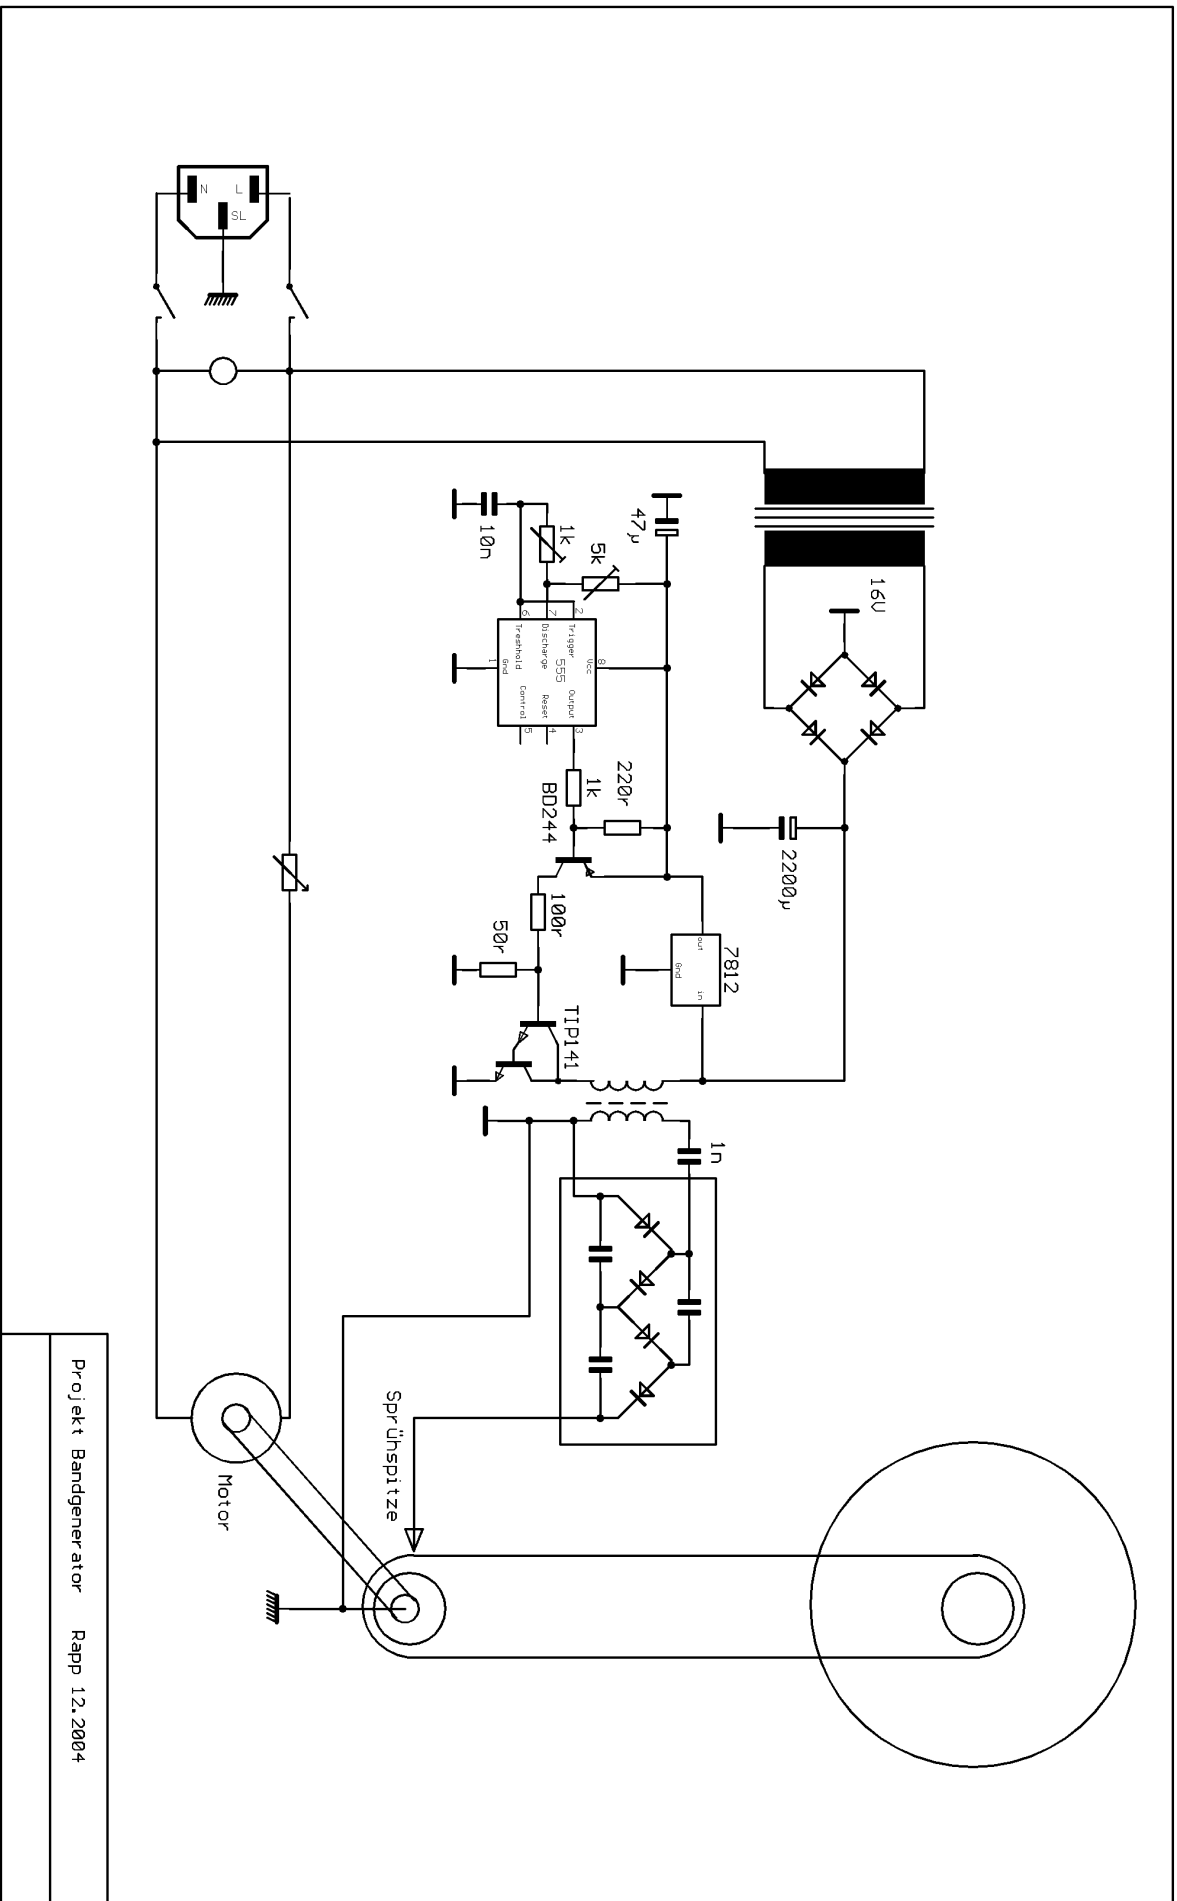 N
L
SL
16V
47µ
5k
1k
10n
2
7
6
Trigger
Discharge
Treshhold
8
Vcc
555
1
Gnd
Output
Reset
Control
3
4
5
1k
220r
BD244
2200µ
100r
50r
7812
out
Gnd
in
TIP141
1n
Sprühspitze
Motor
Projekt Bandgenerator Rapp 12.2004